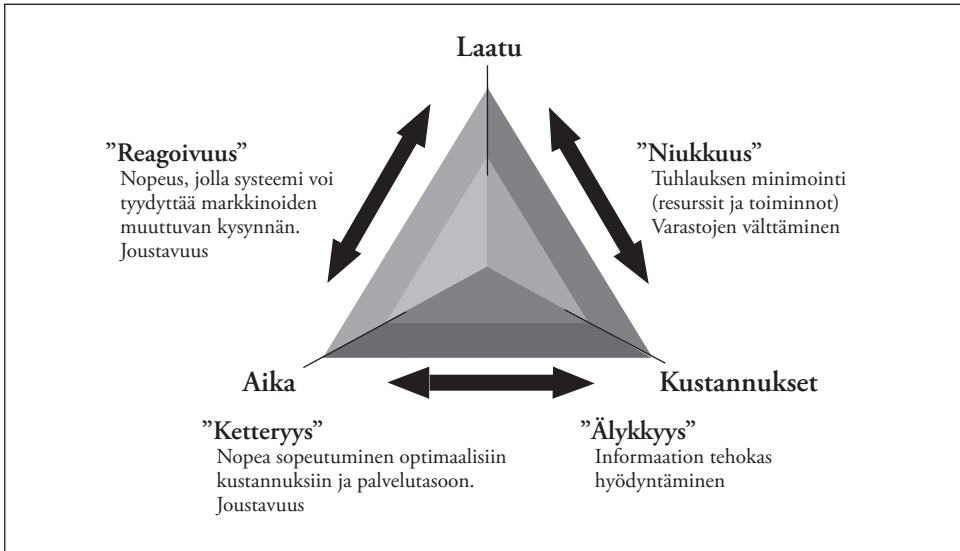 Laatu
”Reagoivuus”
Nopeus, jolla systeemi voi
tyydyttää markkinoiden
muuttuvan kysynnän.
Joustavuus
”Niukkuus”
Tuhlauksen minimointi
(resurssit ja toiminnot)
Varastojen välttäminen
Aika
Kustannukset
”Ketteryys”
Nopea sopeutuminen optimaalisiin
kustannuksiin ja palvelutasoon.
Joustavuus
”Älykkyys”
Informaation tehokas
hyödyntäminen